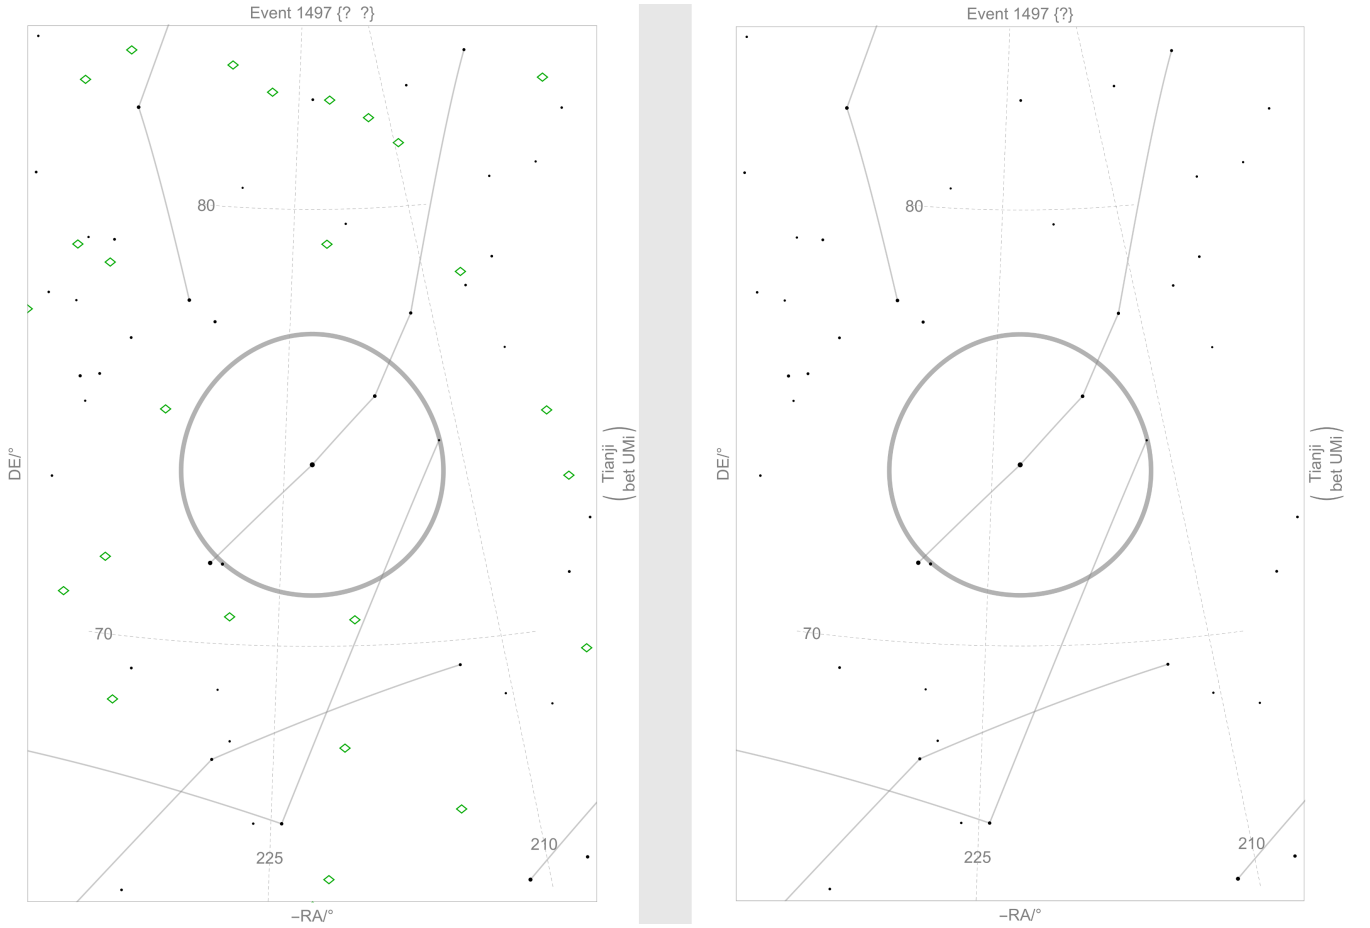 Event 1497 {?  ?}
80
DE/°
(Tianji
bet UMi)
70
210
225
–RA/°
Event 1497 {?}
80
DE/°
(Tianji
bet UMi)
70
210
225
–RA/°